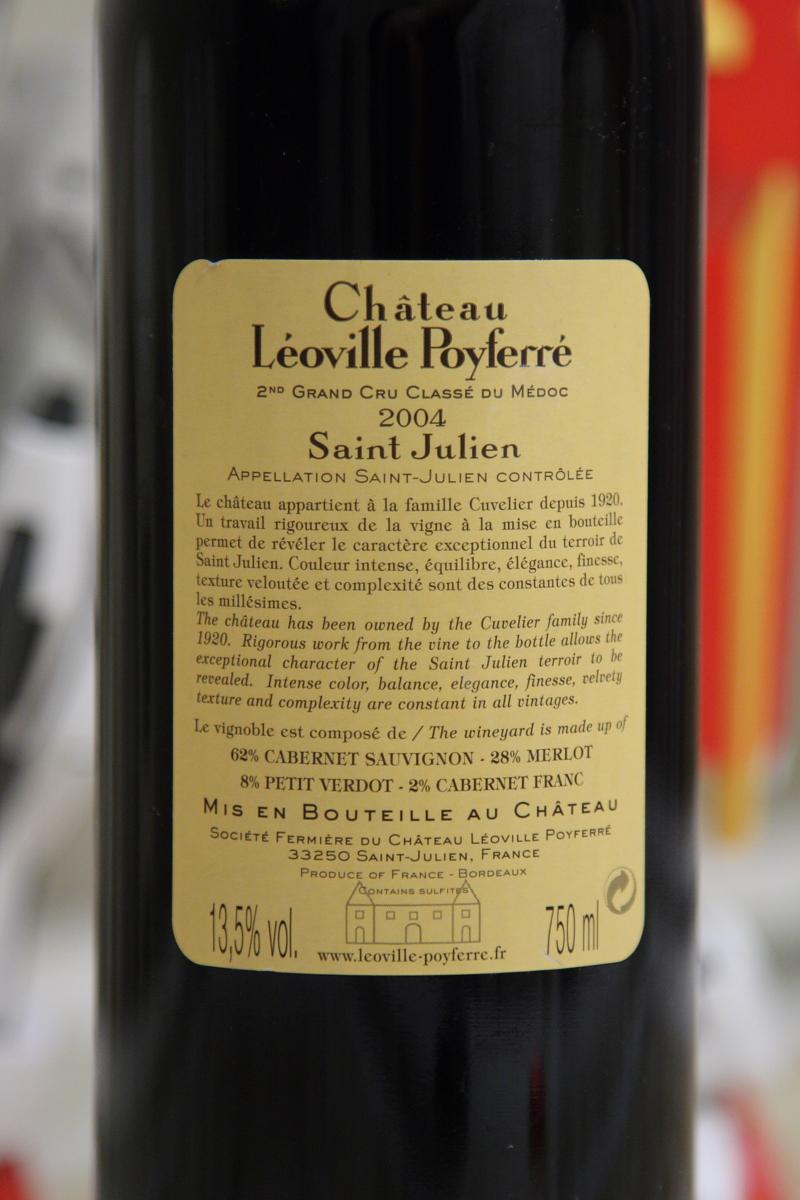 Château
Léoville Poyferré
2ND GRAND CRU CLASSÉ DU MÉDOC
2004
Saint Julien
APPELLATION SAINT-JULIEN CONTRÔLÉE
Le château appartient à la famille Cuvelier depuis 1920.
Un travail rigoureux de la vigne à la mise en bouteille
permet de révéler le caractère exceptionnel du terroir de
Saint Julien. Couleur intense, équilibre, élégance, finesse,
texture veloutée et complexité sont des constantes de tous
les millésimes.
The château has been owned by the Cuvelier family since
1920. Rigorous work from the vine to the bottle allows the
exceptional character of the Saint Julien terroir to be
revealed. Intense color, balance, elegance, finesse, velvety
texture and complexity are constant in all vintages.
Le vignoble est composé de / The wineyard is made up of
62% CABERNET SAUVIGNON - 28% MERLOT
8% PETIT VERDOT - 2% CABERNET FRANC
MIS EN BOUTEILLE AU CHÂTEAU
SOCIÉTÉ FERMIÈRE DU CHÂTEAU LÉOVILLE POYFERRÉ
33250 SAINT-JULIEN, FRANCE
PRODUCE OF FRANCE - BORDEAUX
CONTAINS SULFITES
13,5% vol.
750 ml
www.leoville-poyferre.fr